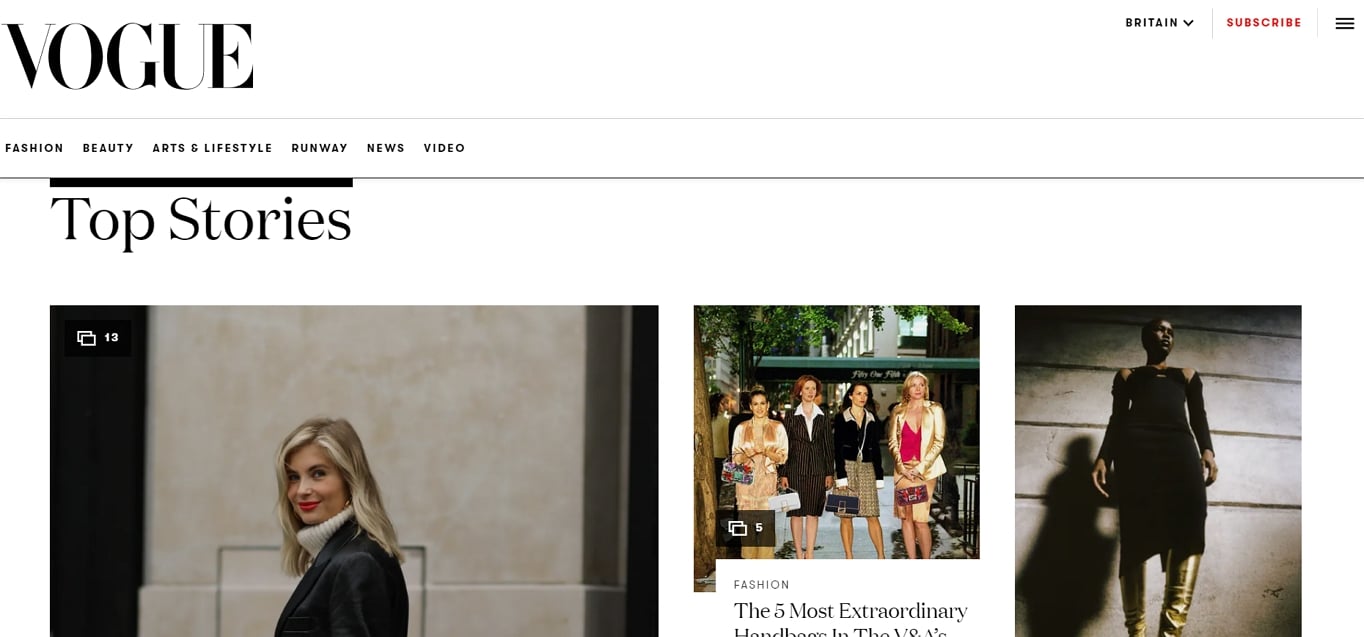 VOGUE
BRITAIN
SUBSCRIBE
FASHION BEAUTY ARTS & LIFESTYLE RUNWAY NEWS VIDEO
Top Stories
13
Fifty One Fifth
5
FASHION
The 5 Most Extraordinary
Handbags In The V&A's